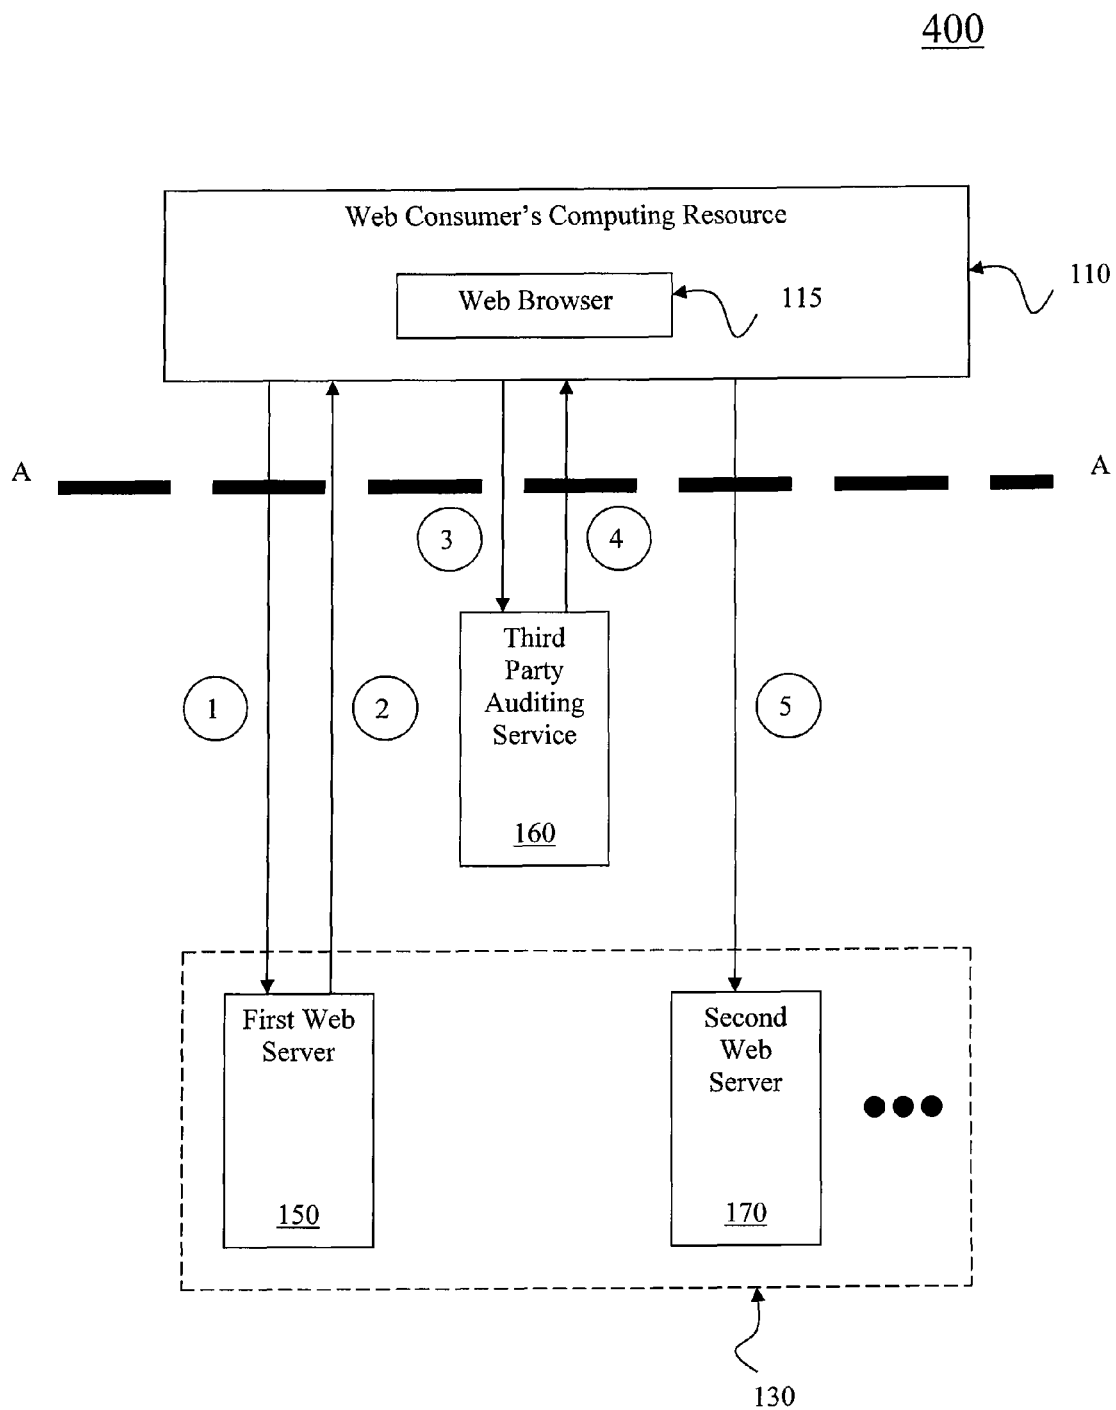 400
Web Consumer’s Computing Resource
Web Browser
115
110
A
A
3
4
Third
Party
Auditing
Service
160
1
2
5
First Web
Server
150
Second
Web
Server
170
130